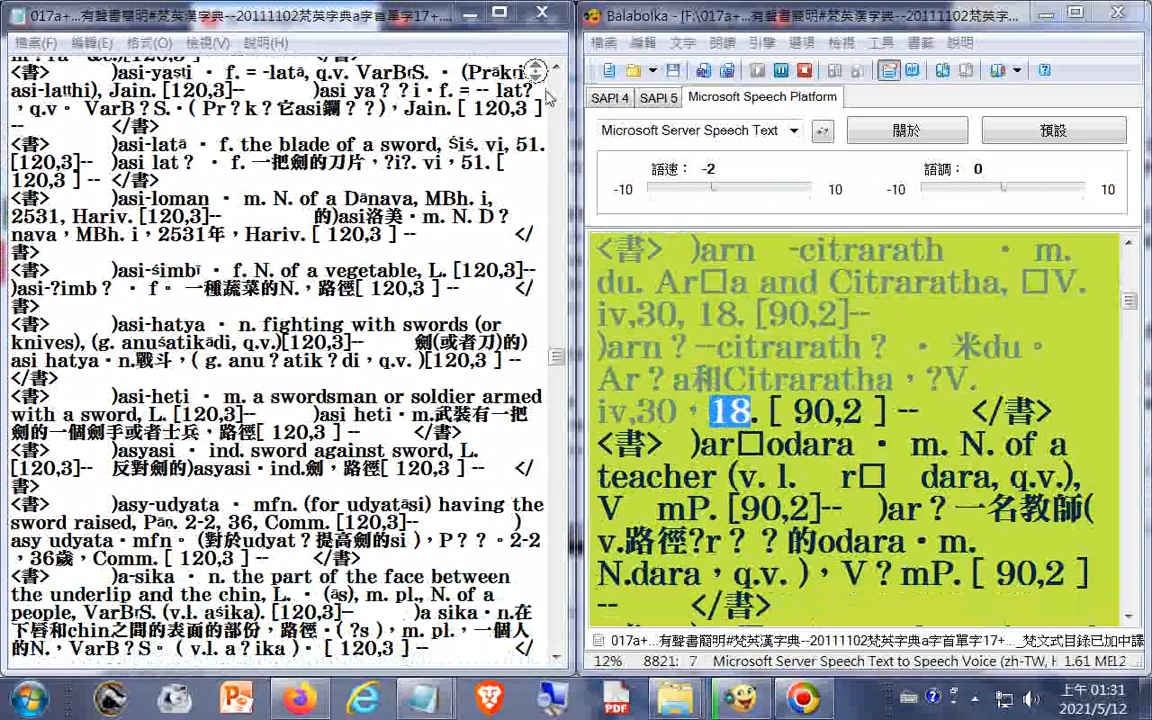 017a+...有聲書簡明#梵英漢字典--20111102梵英字典a字首單字17+...
檔案(F) 編輯(E) 格式(O) 檢視(V) 說明(H)
<書> )asi-yaṣṭi · f. = -latā, q.v. VarBṛS. · (Prākṛi
asi-laṭṭhi), Jain. [120,3]-- )asi ya? ? i · f. = -- lat?
, q.v. VarB ? S. · ( Pr ? k ? 它asi鑭 ? ? ), Jain. [ 120,3 ]
-- </書>
<書> )asi-latā · f. the blade of a sword, Śiś. vi, 51.
[120,3]-- )asi lat ? · f. 一把劍的刀片,?i?. vi,51. [
120,3 ] -- </書>
<書> )asi-loman · m. N. of a Dānava, MBh. i,
2531, Hariv. [120,3]-- 的)asi洛美 · m. N. D ?
nava,MBh. i,2531年,Hariv. [ 120,3 ] -- </
書>
<書> )asi-śimbī · f. N. of a vegetable, L. [120,3]--
)asi-?imb ? · f。 一種蔬菜的N.,路徑[ 120,3 ] -- </
書>
<書> )asi-hatya · n. fighting with swords (or
knives), (g. anuśatikādi, q.v.)[120,3]-- 劍(或者刀)的)
asi hatya · n.戰斗,( g. anu ? atik ? di, q.v. )[120,3] --
</書>
<書> )asi-heti · m. a swordsman or soldier armed
with a sword, L. [120,3]-- )asi heti · m.武裝有一把
劍的一個劍手或者士兵,路徑[ 120,3 ] -- </書>
<書> )asyasi · ind. sword against sword, L.
[120,3]-- 反對劍的)asyasi · ind.劍,路徑[ 120,3 ] -- </
書>
<書> )asy-udyata · mfn. (for udyatāsi) having the
sword raised, Pāṇ. 2-2, 36, Comm. [120,3]-- )
asy udyata · mfn。 (對於udyat ? 提高劍的si ),P ? ? 。2-2
,36歲,Comm. [ 120,3 ] -- </書>
<書> )a-sika · n. the part of the face between
the underlip and the chin, L. · (ās), m. pl., N. of a
people, VarBṛS. (v.l. aśika). [120,3]-- )a sika · n.在
下唇和chin之間的表面的部份,路徑 · ( ?s ), m. pl.,一個人
的N.,VarB ? S。 ( v.l. a ? ika ) · [ 120,3 ] -- </
Balabolka - [F:\017a+...有聲書簡明#梵英漢字典--20111102梵英字...
檔案 編輯 文字 朗讀 引擎 選項 檢視 工具 書籤 說明
SAPI 4 SAPI 5 Microsoft Speech Platform
Microsoft Server Speech Text 關於 預設
語速: -2 語調: 0
-10 10 -10 10
<書> )arn -citrarath · m.
du. Ar□a and Citraratha, □V.
iv,30, 18. [90,2]--
)arn ? --citrarath ? · 米du。
Ar ? a和Citraratha,?V.
iv,30,18. [ 90,2 ] -- </書>
<書> )ar□odara · m. N. of a
teacher (v. l. r□ dara, q.v.),
V mP. [90,2]-- )ar ? 一名教師(
v.路徑?r ? ? 的odara · m.
N.dara,q.v. ),V ? mP. [ 90,2 ]
-- </書>
017a+...有聲書簡明#梵英漢字典--20111102梵英字典a字首單字17+..._梵文式目錄已加中譯
12% 8821: 7 Microsoft Server Speech Text to Speech Voice (zh-TW, H 1.61 ME12
上午 01:31
2021/5/12